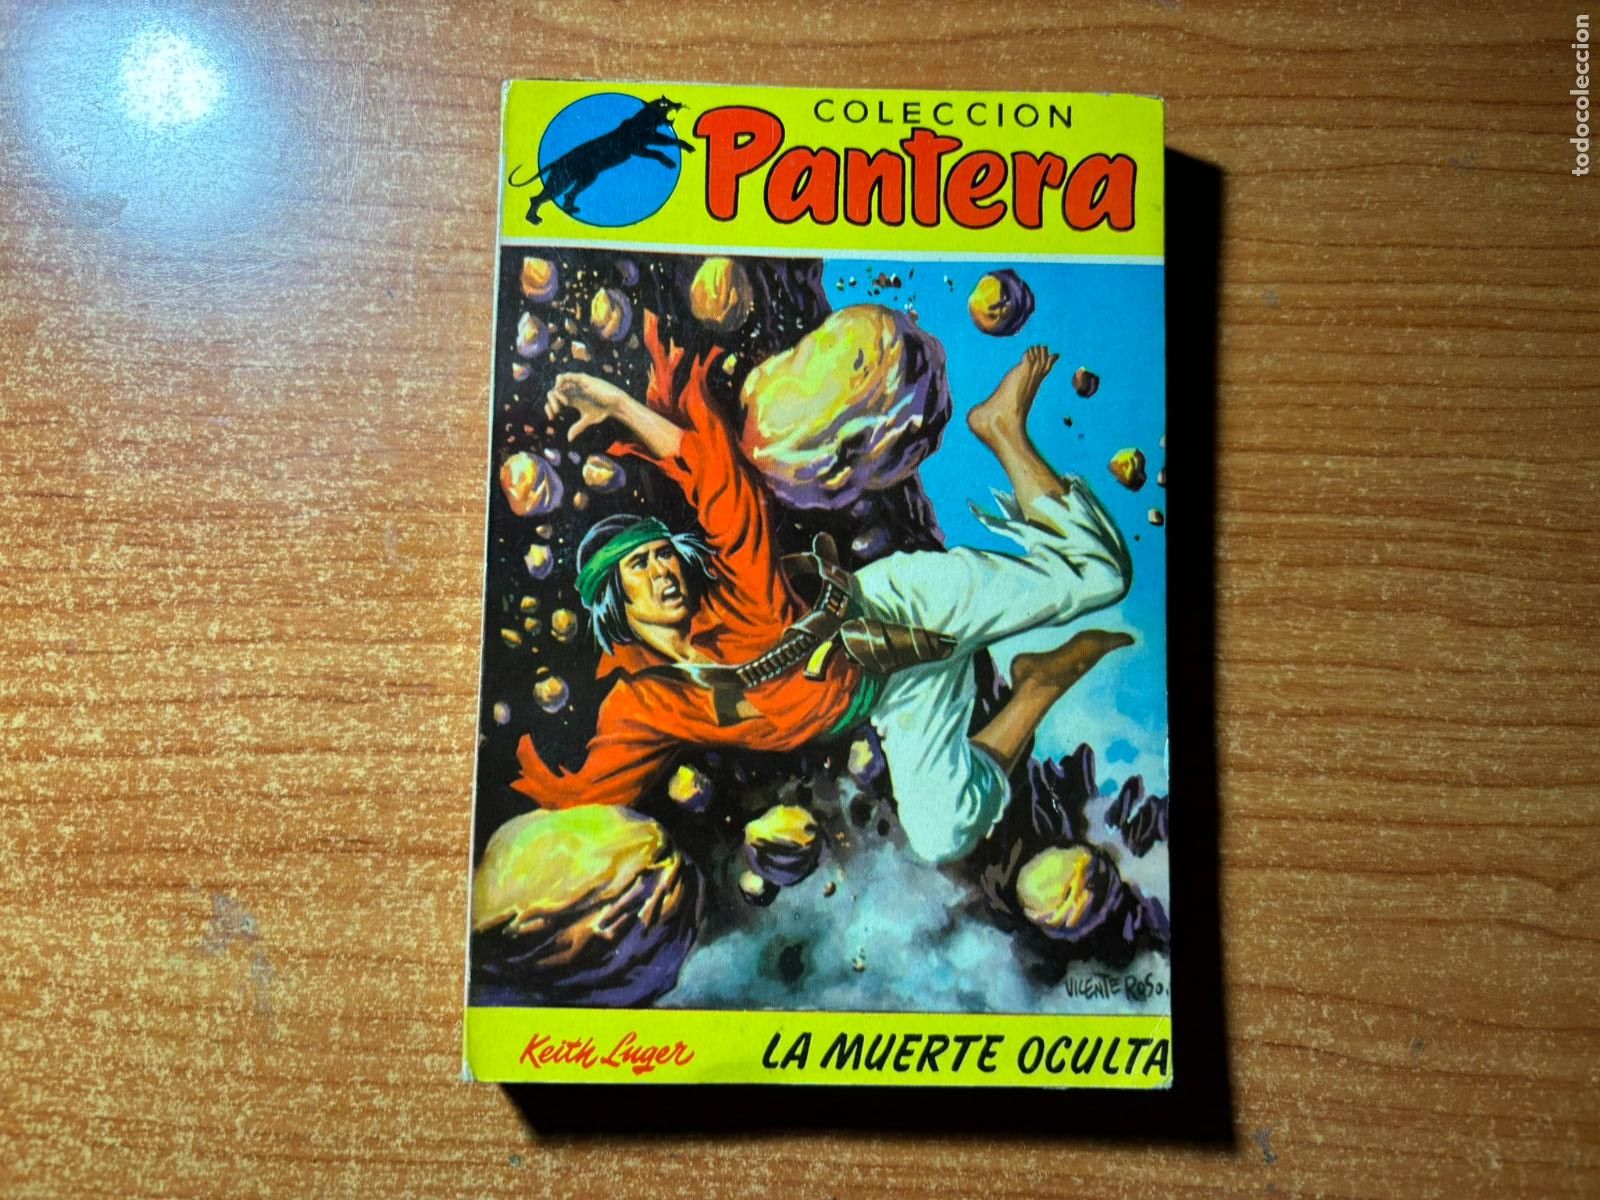 COLECCION
Pantera
VICENTE ROSO.
Keith Luger
LA MUERTE OCULTA
todocoleccion